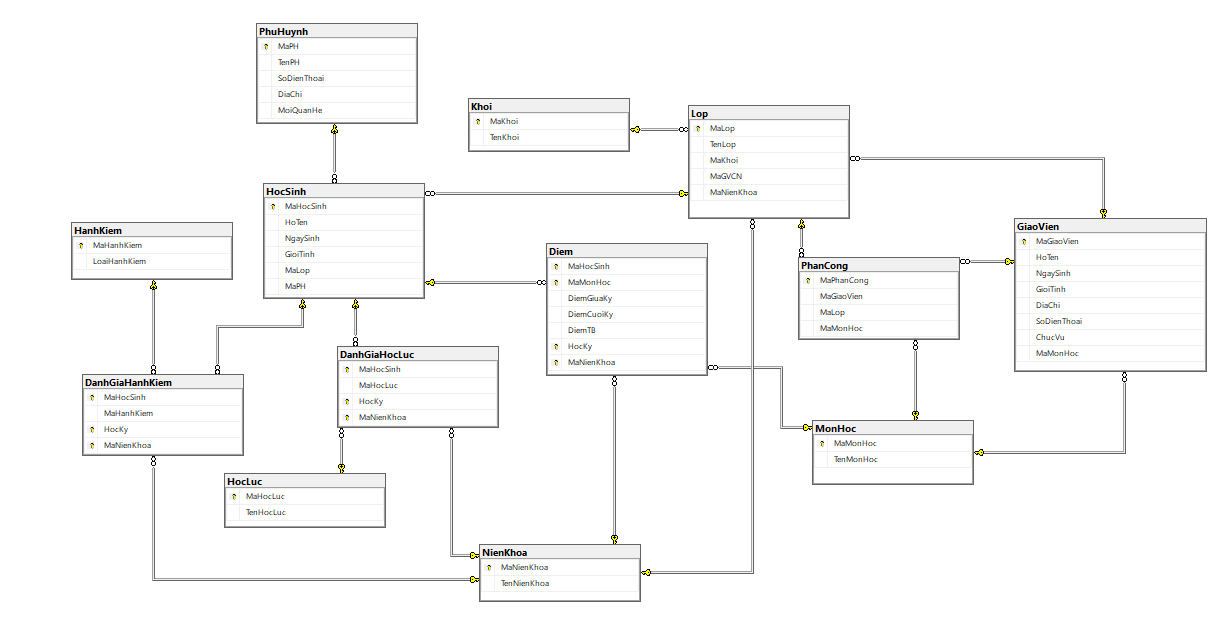 PhuHuynh
MaPH
TenPH
SoDienThoai
DiaChi
MoiQuanHe
Khoi
MaKhoi
TenKhoi
Lop
MaLop
TenLop
MaKhoi
MaGVCN
MaNienKhoa
HocSinh
MaHocSinh
HoTen
NgaySinh
GioiTinh
MaLop
MaPH
HanhKiem
MaHanhKiem
LoaiHanhKiem
Diem
MaHocSinh
MaMonHoc
DiemGiuaKy
DiemCuoiKy
DiemTB
HocKy
MaNienKhoa
PhanCong
MaPhanCong
MaGiaoVien
MaLop
MaMonHoc
GiaoVien
MaGiaoVien
HoTen
NgaySinh
GioiTinh
DiaChi
SoDienThoai
ChucVu
MaMonHoc
DanhGiaHanhKiem
MaHocSinh
MaHanhKiem
HocKy
MaNienKhoa
DanhGiaHocLuc
MaHocSinh
MaHocLuc
HocKy
MaNienKhoa
HocLuc
MaHocLuc
TenHocLuc
MonHoc
MaMonHoc
TenMonHoc
NienKhoa
MaNienKhoa
TenNienKhoa